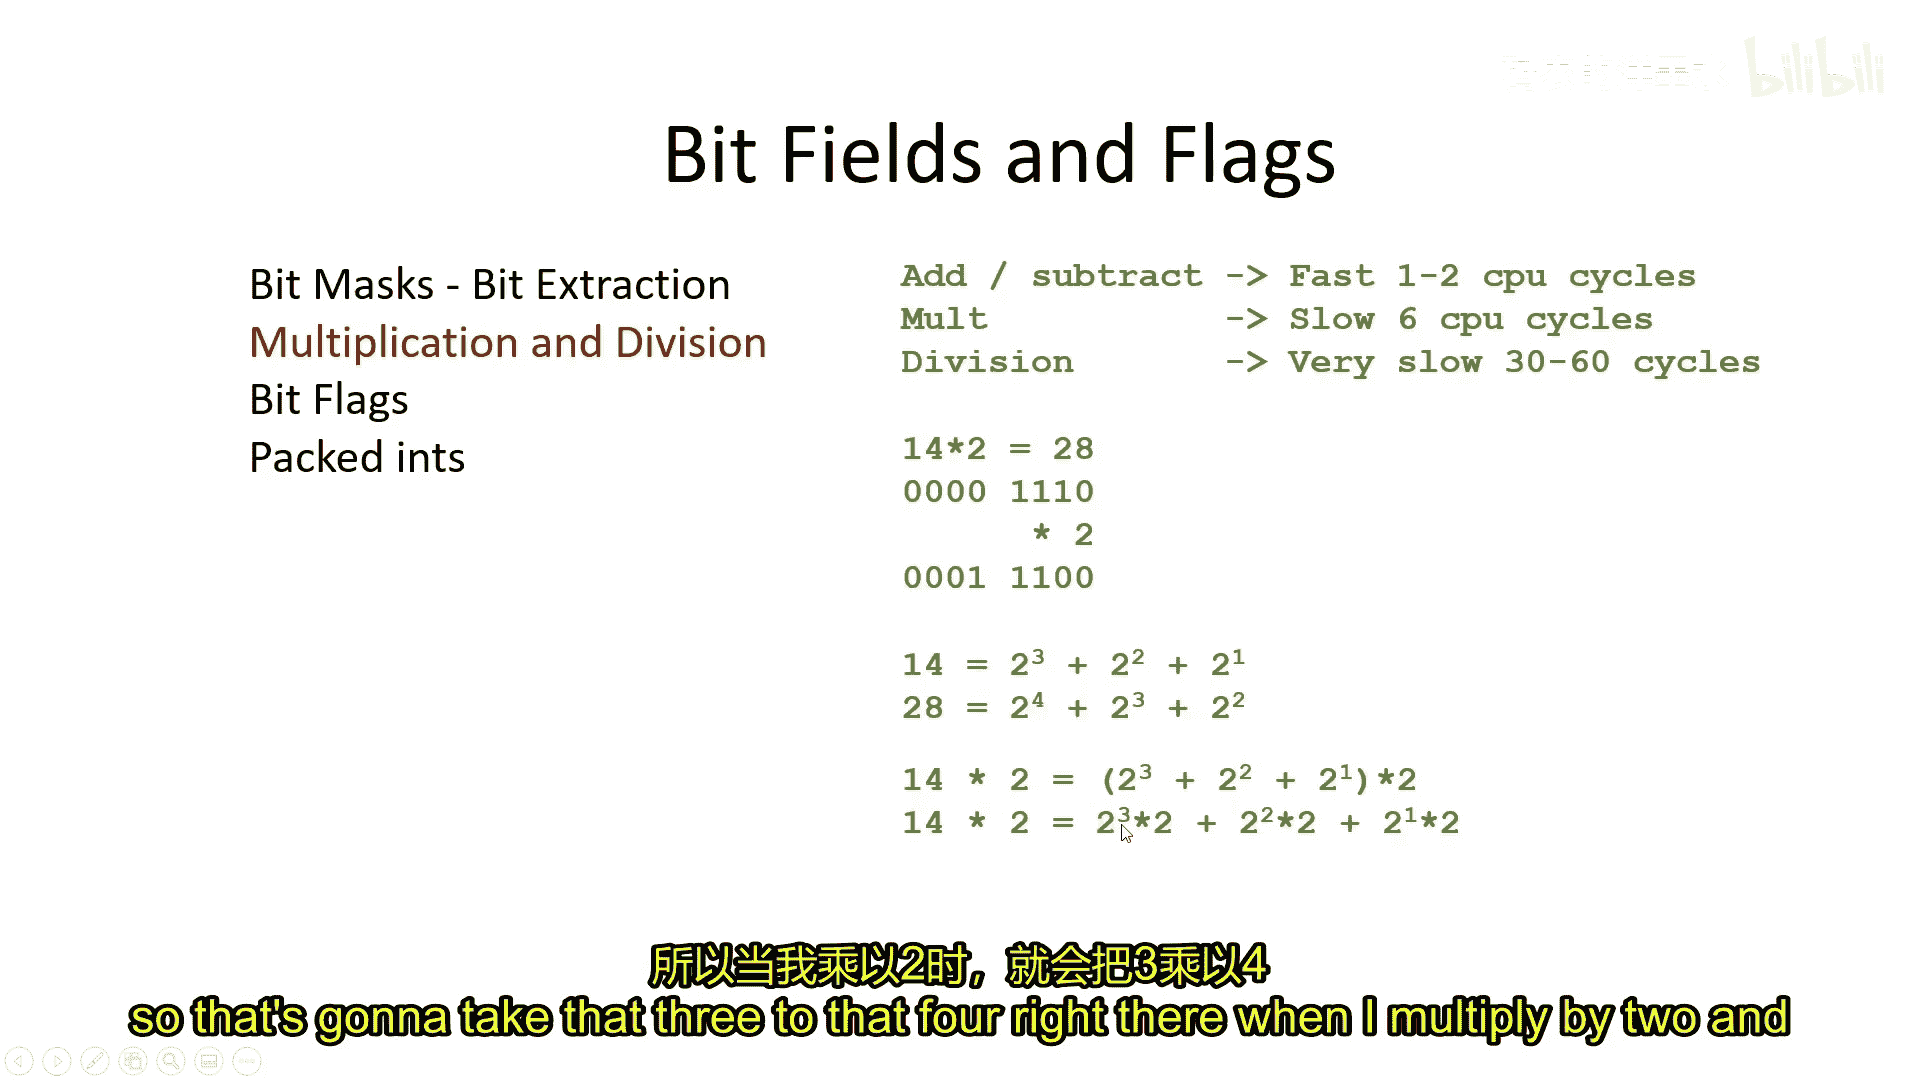 bilibili
Bit Fields and Flags
Bit Masks - Bit Extraction
Multiplication and Division
Bit Flags
Packed ints
Add / subtract -> Fast 1-2 cpu cycles
Mult -> Slow 6 cpu cycles
Division -> Very slow 30-60 cycles
14*2 = 28
0000 1110
* 2
0001 1100
14 = 2³ + 2² + 2¹
28 = 2⁴ + 2³ + 2²
14 * 2 = (2³ + 2² + 2¹)*2
14 * 2 = 2³*2 + 2²*2 + 2¹*2
所以当我乘以2时，就会把3乘以4
so that's gonna take that three to that four right there when I multiply by two and